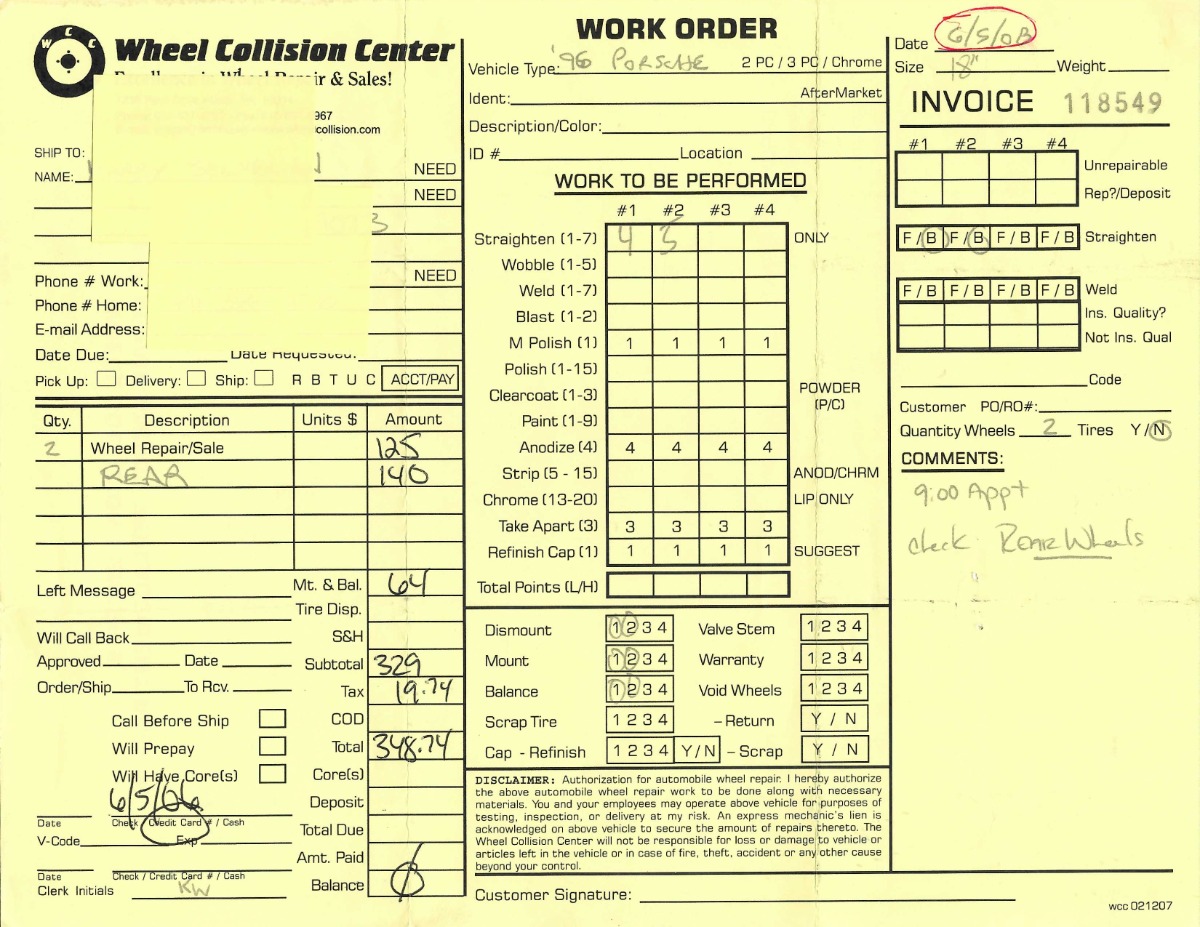 WCC
Wheel Collision Center
WORK ORDER
Date 6/5/08
Vehicle Type: '96 PORSCHE 2 PC / 3 PC / Chrome
Size 18" Weight
& Sales!
Ident: AfterMarket
INVOICE 118549
967
collision.com
Description/Color:
ID # Location
SHIP TO:
NAME: NEED
NEED
NEED
Phone # Work:
Phone # Home:
E-mail Address:
Date Due: Date Requested:
Pick Up: Delivery: Ship: R B T U C ACCT/PAY
Qty. Description Units $ Amount
2 Wheel Repair/Sale 125
REAR 140
Left Message Mt. & Bal. 64
Tire Disp.
Will Call Back S&H
Approved Date Subtotal 329
Order/Ship To Rcv. Tax 19.74
Call Before Ship COD
Will Prepay Total 348.74
Will Have Core(s) Core(s)
6/5/
Deposit
Date Check Credit Card # / Cash
V-Code Exp Total Due
Amt. Paid
Date Check / Credit Card # / Cash
Balance
Clerk Initials KW
WORK TO BE PERFORMED
#1 #2 #3 #4
Straighten (1-7) 4 3 ONLY
Wobble (1-5)
Weld (1-7)
Blast (1-2)
M Polish (1) 1 1 1 1
Polish (1-15)
Clearcoat (1-3) POWDER (P/C)
Paint (1-9)
Anodize (4) 4 4 4 4
Strip (5 - 15) ANOD/CHRM
Chrome (13-20) LIP ONLY
Take Apart (3) 3 3 3 3
Refinish Cap (1) 1 1 1 1 SUGGEST
Total Points (L/H)
Dismount 1 2 3 4 Valve Stem 1 2 3 4
Mount 1 2 3 4 Warranty 1 2 3 4
Balance 1 2 3 4 Void Wheels 1 2 3 4
Scrap Tire 1 2 3 4 – Return Y / N
Cap - Refinish 1 2 3 4 Y/N – Scrap Y / N
DISCLAIMER: Authorization for automobile wheel repair. I hereby authorize
the above automobile wheel repair work to be done along with necessary
materials. You and your employees may operate above vehicle for purposes of
testing, inspection, or delivery at my risk. An express mechanic's lien is
acknowledged on above vehicle to secure the amount of repairs thereto. The
Wheel Collision Center will not be responsible for loss or damage to vehicle or
articles left in the vehicle or in case of fire, theft, accident or any other cause
beyond your control.
Customer Signature:
#1 #2 #3 #4
Unrepairable
Rep?/Deposit
F / B F / B F / B F / B Straighten
F / B F / B F / B F / B Weld
Ins. Quality?
Not Ins. Qual
Code
Customer PO/RO#:
Quantity Wheels 2 Tires Y / N
COMMENTS:
9:00 Appt
check REAR Wheels
wcc 021207